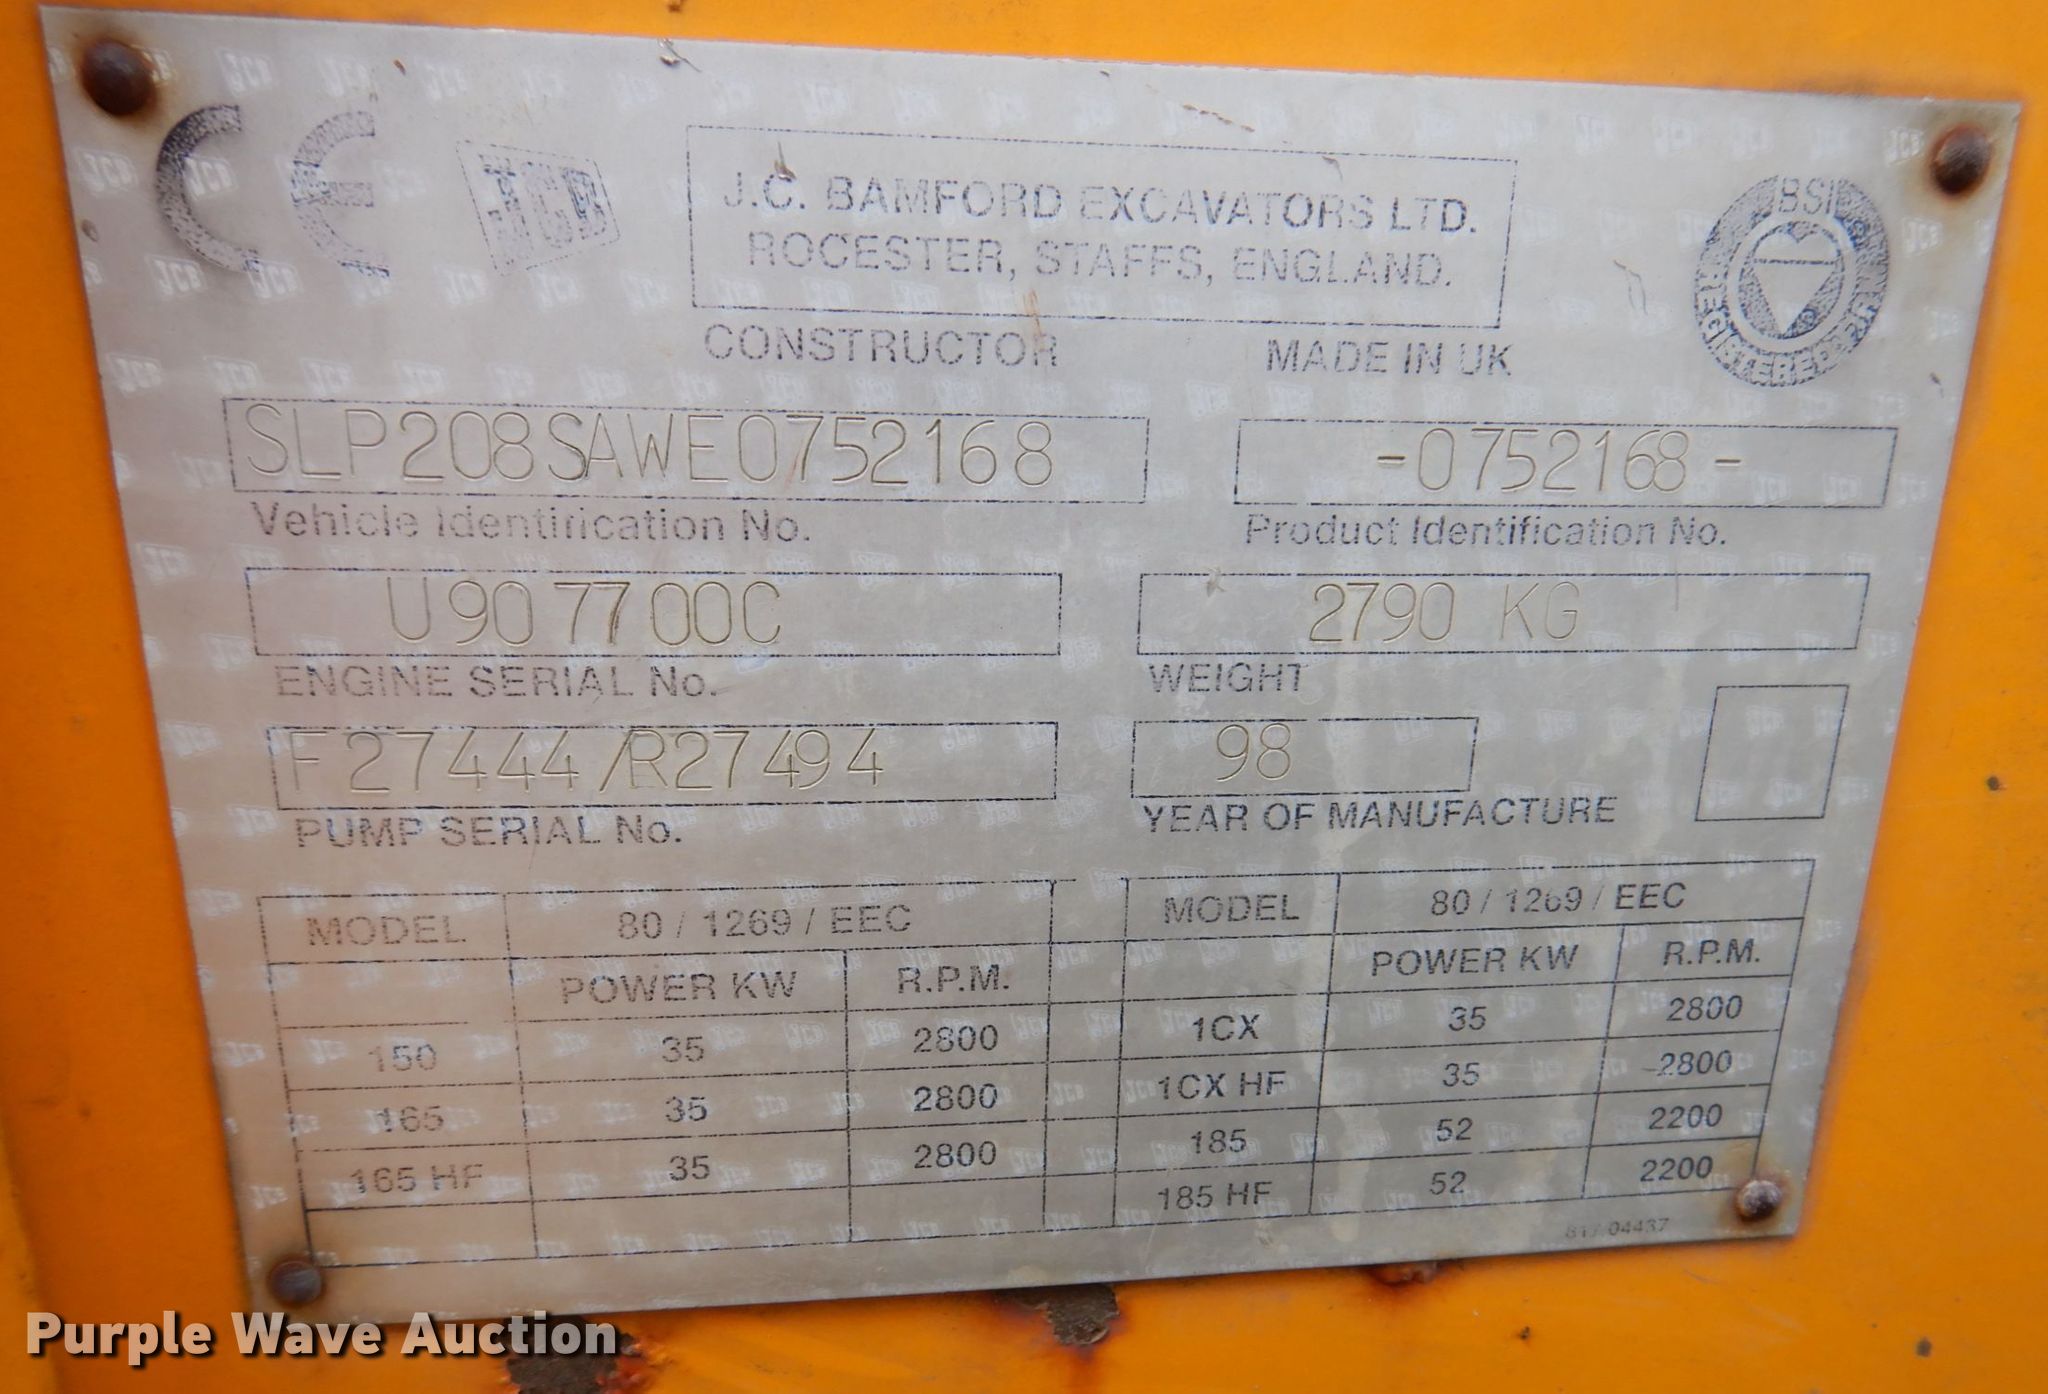 CE JCB
J.C. BAMFORD EXCAVATORS LTD.
ROCESTER, STAFFS, ENGLAND.
CONSTRUCTOR MADE IN UK
BSI REGISTERED FIRM
SLP208SAWE0752168 -0752168-
Vehicle Identification No. Product Identification No.
U907700C 2790 KG
ENGINE SERIAL No. WEIGHT
F27444/R27494 98
PUMP SERIAL No. YEAR OF MANUFACTURE
MODEL 80 / 1269 / EEC MODEL 80 / 1269 / EEC
POWER KW R.P.M. POWER KW R.P.M.
150 35 2800 1CX 35 2800
165 35 2800 1CX HF 35 2800
165 HF 35 2800 185 52 2200
185 HF 52 2200
817/04437
Purple Wave Auction